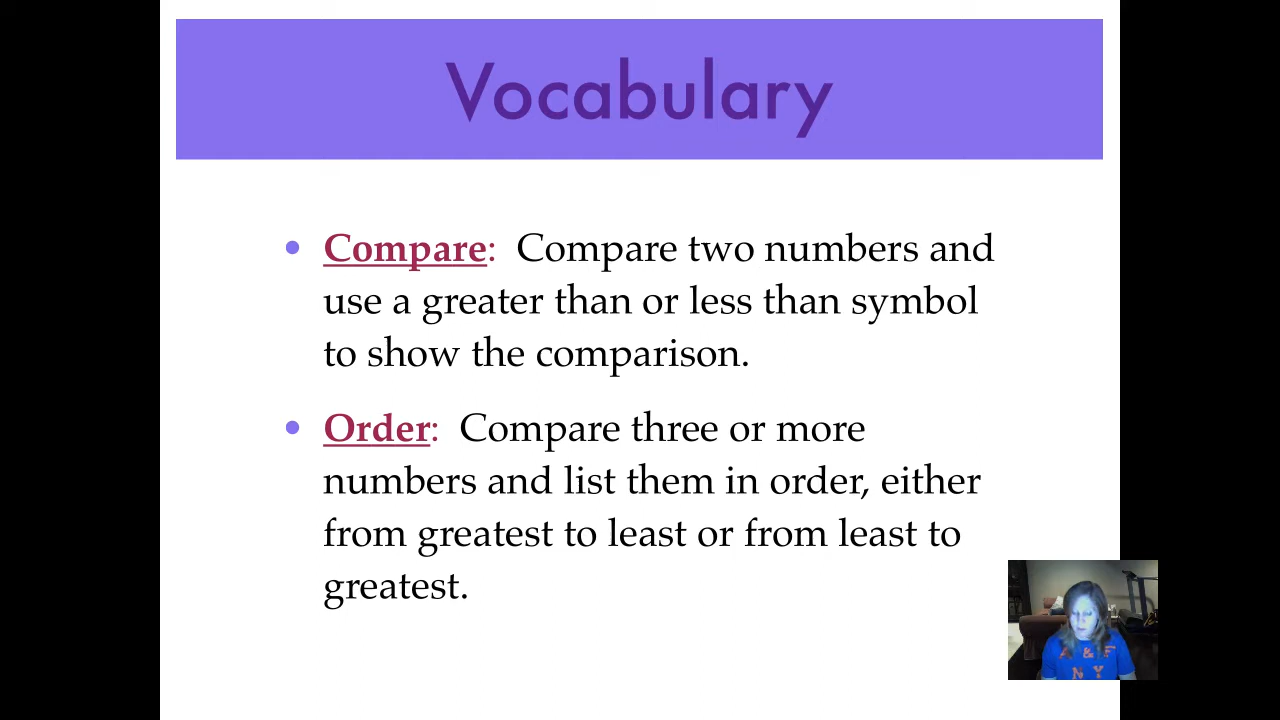 Vocabulary
• Compare: Compare two numbers and
use a greater than or less than symbol
to show the comparison.
• Order: Compare three or more
numbers and list them in order, either
from greatest to least or from least to
greatest.
A & F
N Y